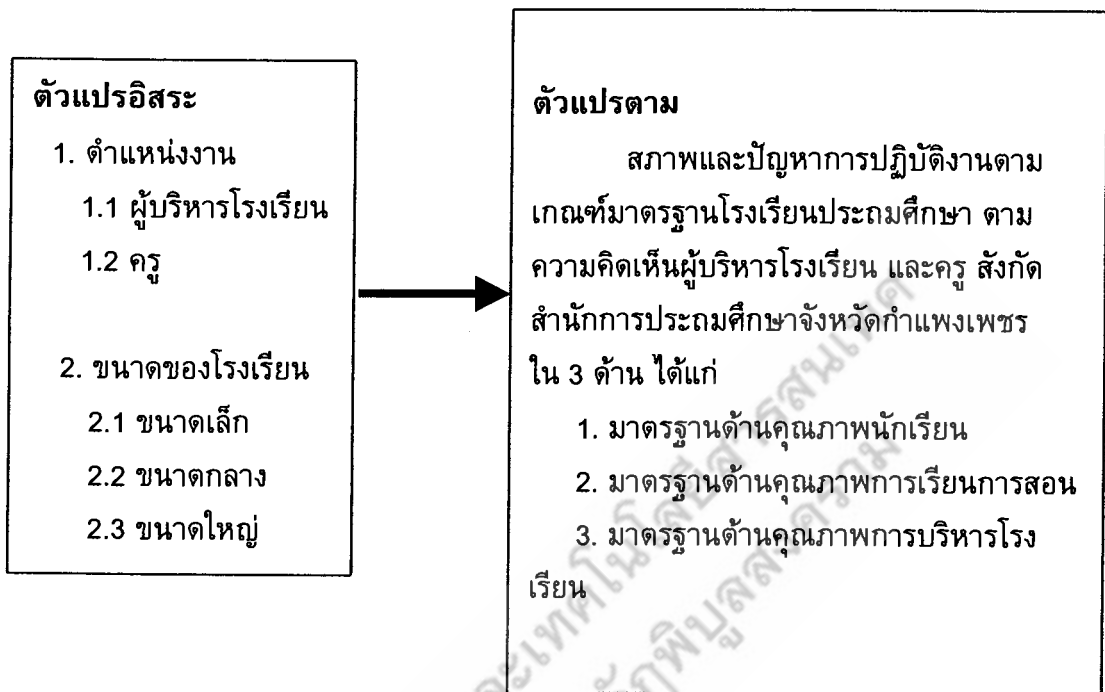 ตัวแปรอิสระ
1. ตำแหน่งงาน
1.1 ผู้บริหารโรงเรียน
1.2 ครู
2. ขนาดของโรงเรียน
2.1 ขนาดเล็ก
2.2 ขนาดกลาง
2.3 ขนาดใหญ่
ตัวแปรตาม
สภาพและปัญหาการปฏิบัติงานตาม
เกณฑ์มาตรฐานโรงเรียนประถมศึกษา ตาม
ความคิดเห็นผู้บริหารโรงเรียน และครู สังกัด
สำนักการประถมศึกษาจังหวัดกำแพงเพชร
ใน 3 ด้าน ได้แก่
1. มาตรฐานด้านคุณภาพนักเรียน
2. มาตรฐานด้านคุณภาพการเรียนการสอน
3. มาตรฐานด้านคุณภาพการบริหารโรง
เรียน